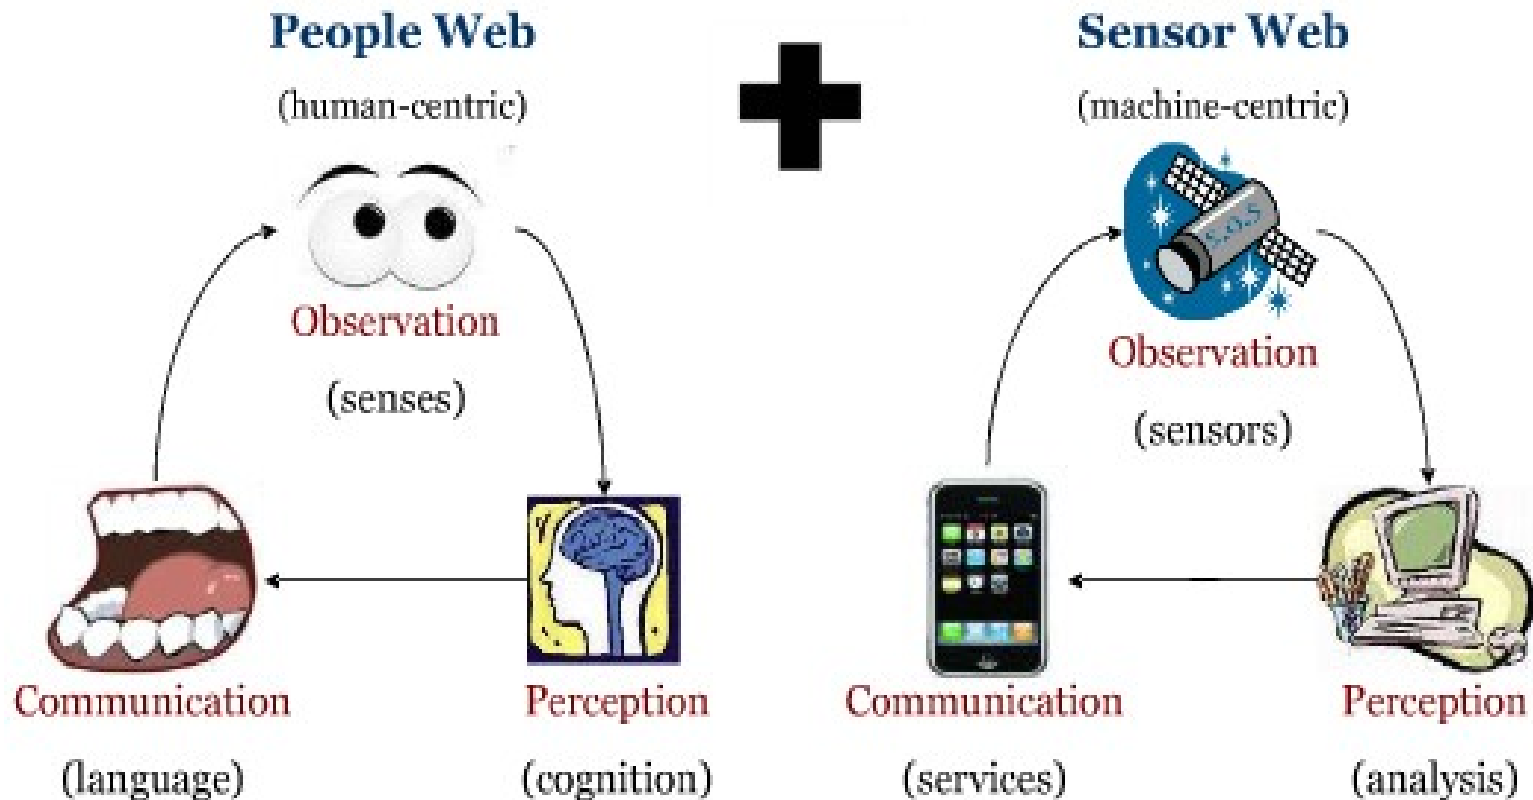 People Web
(human-centric)
Observation
(senses)
Communication
(language)
Perception
(cognition)
Sensor Web
(machine-centric)
S.O.S
Observation
(sensors)
Communication
(services)
Perception
(analysis)